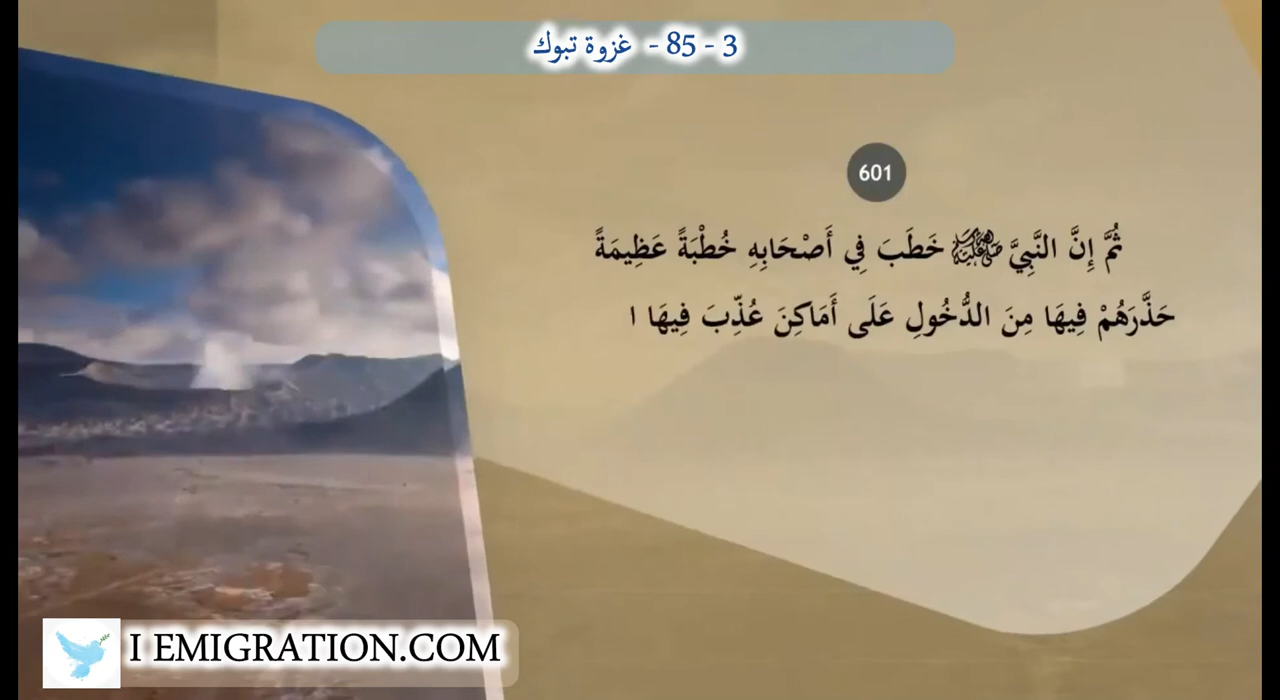 3 - 85 - غزوة تبوك
601
ثُمَّ إِنَّ النَّبِيَّ ﷺ خَطَبَ فِي أَصْحَابِهِ خُطْبَةً عَظِيمَةً
حَذَّرَهُمْ فِيهَا مِنَ الدُّخُولِ عَلَى أَمَاكِنَ عُذِّبَ فِيهَا ا
I EMIGRATION.COM